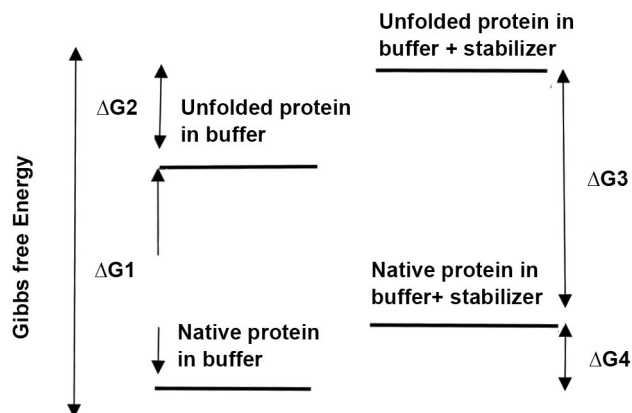 Unfolded protein in
buffer + stabilizer
ΔG2
Unfolded protein
in buffer
ΔG3
Gibbs free Energy
ΔG1
Native protein in
buffer+ stabilizer
Native protein
in buffer
ΔG4